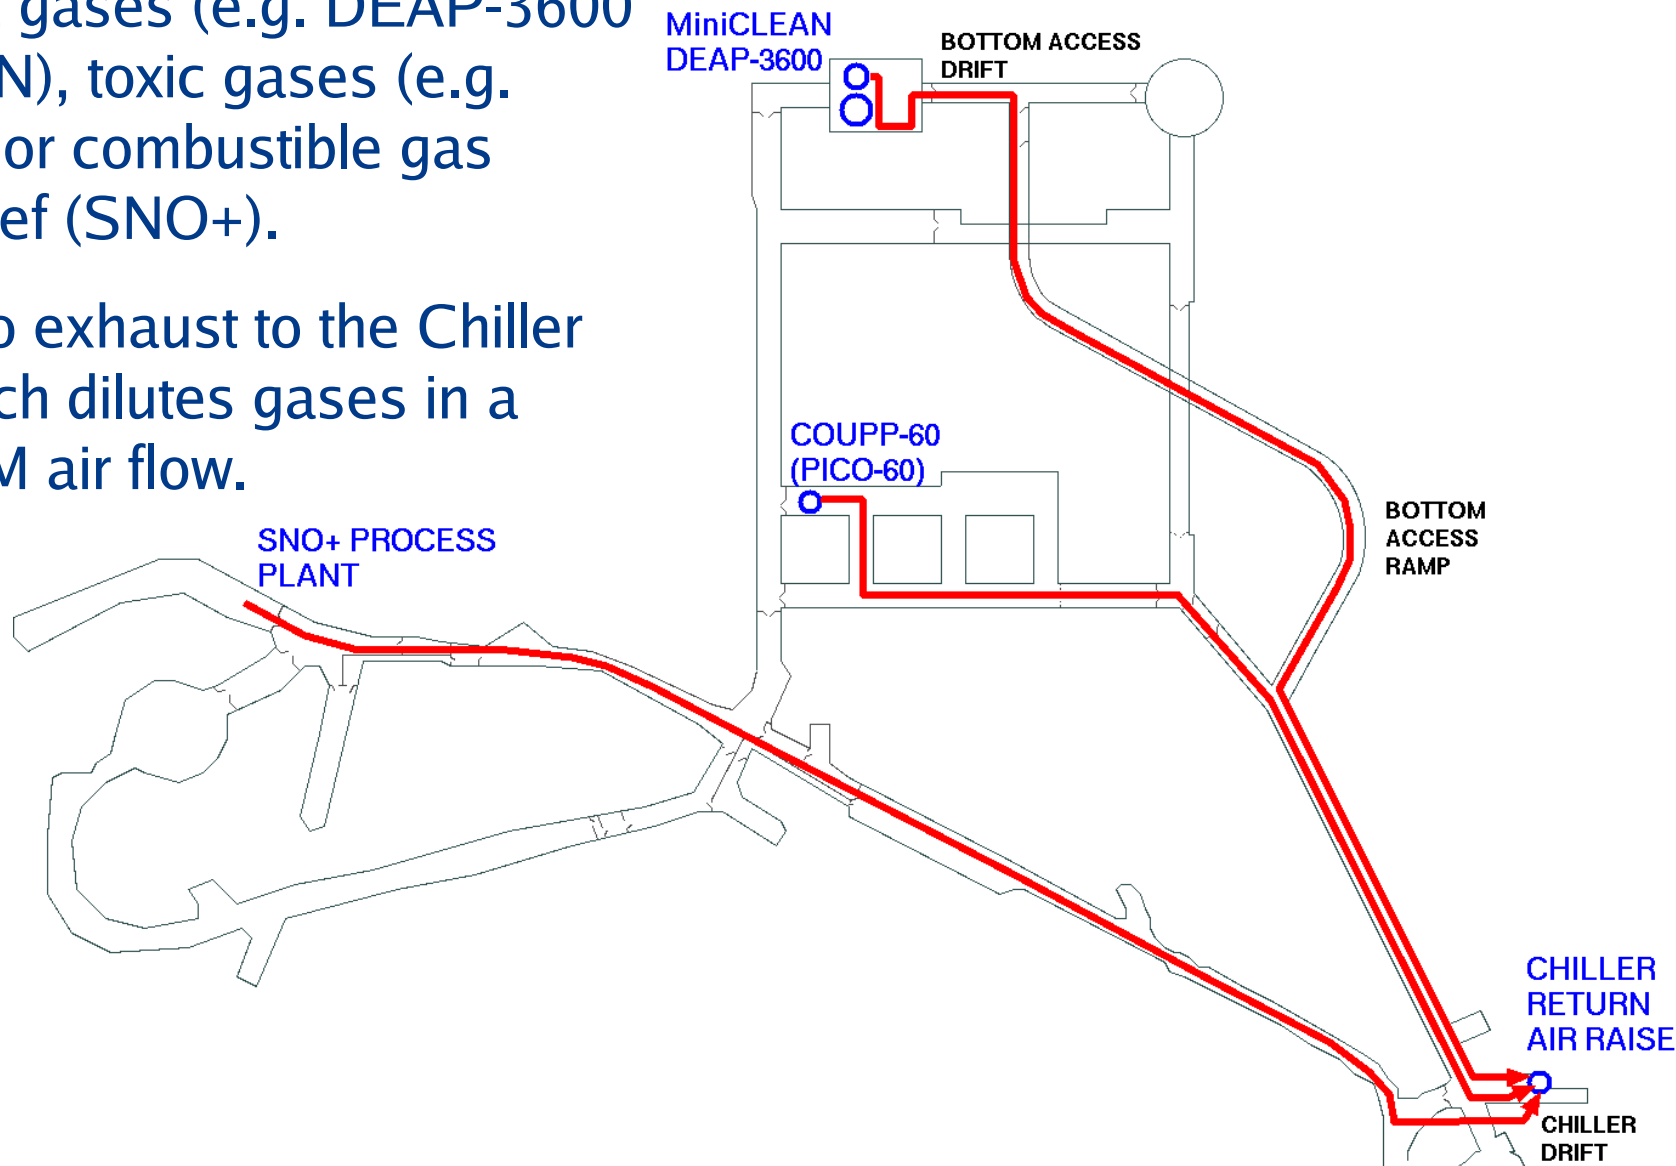 gases (e.g. DEAP-3600
N), toxic gases (e.g.
or combustible gas
ef (SNO+).
o exhaust to the Chiller
ch dilutes gases in a
M air flow.
MiniCLEAN
DEAP-3600
BOTTOM ACCESS
DRIFT
COUPP-60
(PICO-60)
BOTTOM
ACCESS
RAMP
SNO+ PROCESS
PLANT
CHILLER
RETURN
AIR RAISE
CHILLER
DRIFT